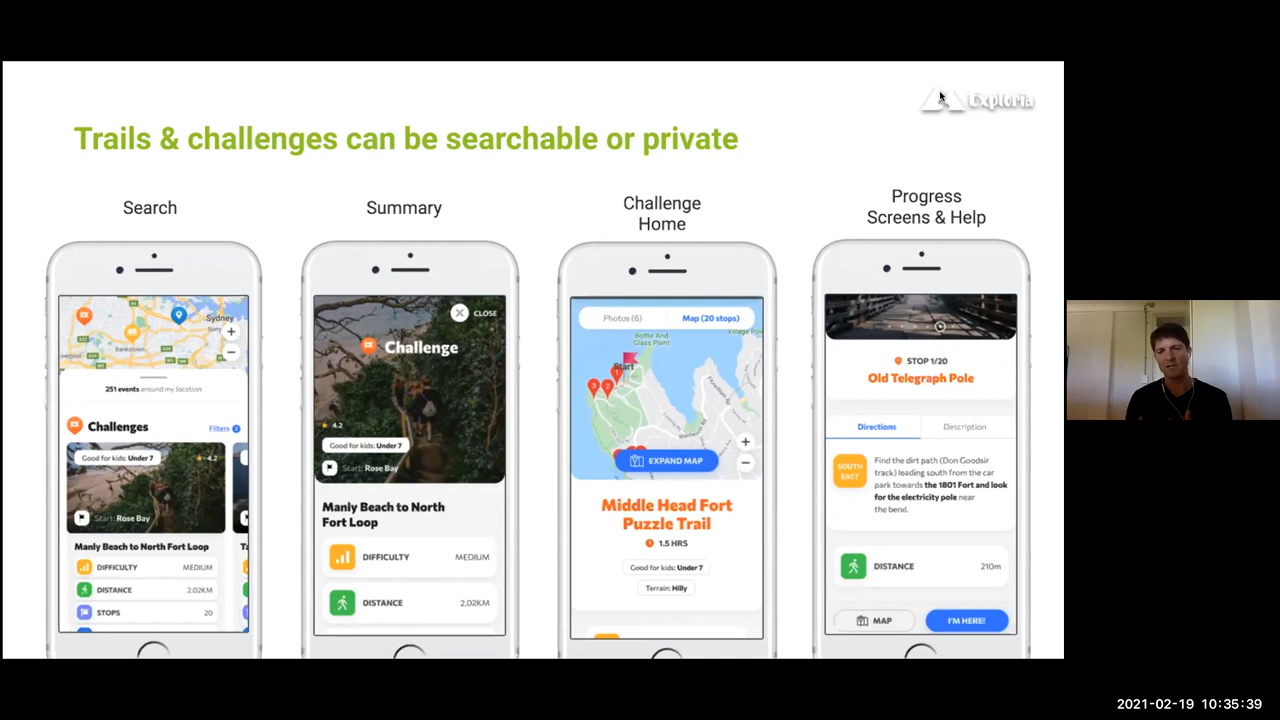 Exploria
Trails & challenges can be searchable or private
Search
Sydney
Surry
Bankstown
251 events around my location
Challenges
Filters 2
Good for kids: Under 7
4.2
Start: Rose Bay
Manly Beach to North Fort Loop
DIFFICULTY MEDIUM
DISTANCE 2.02KM
STOPS 20
Summary
CLOSE
Challenge
4.2
Good for kids: Under 7
Start: Rose Bay
Manly Beach to North
Fort Loop
DIFFICULTY MEDIUM
DISTANCE 2.02KM
Challenge
Home
Photos (6) Map (20 stops)
Bottle And
Glass Point
Village
Start
1
3 2
EXPAND MAP
Middle Head Fort
Puzzle Trail
1.5 HRS
Good for kids: Under 7
Terrain: Hilly
Progress
Screens & Help
STOP 1/20
Old Telegraph Pole
Directions Description
SOUTH
EAST
Find the dirt path (Don Goodsir
track) leading south from the car
park towards the 1801 Fort and look
for the electricity pole near
the bend.
DISTANCE 210m
MAP I'M HERE!
2021-02-19 10:35:39